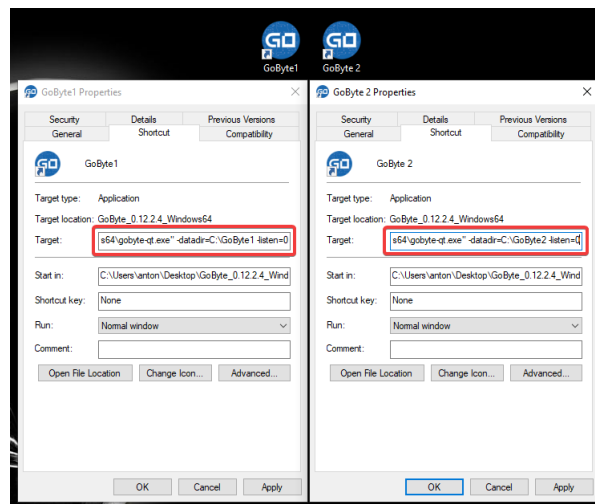 GO GO
GoByte1 GoByte 2
GoByte1 Properties
Security Details Previous Versions
General Shortcut Compatibility
GO GoByte1
Target type: Application
Target location: GoByte_0.12.2.4_Windows64
Target: s64\gobyte-qt.exe" -datadir=C:\GoByte1 -listen=0
Start in: C:\Users\anton\Desktop\GoByte_0.12.2.4_Wind
Shortcut key: None
Run: Normal window
Comment:
Open File Location Change Icon... Advanced...
OK Cancel Apply
GoByte 2 Properties
Security Details Previous Versions
General Shortcut Compatibility
GO GoByte 2
Target type: Application
Target location: GoByte_0.12.2.4_Windows64
Target: s64\gobyte-qt.exe" -datadir=C:\GoByte2 -listen=0
Start in: C:\Users\anton\Desktop\GoByte_0.12.2.4_Wind
Shortcut key: None
Run: Normal window
Comment:
Open File Location Change Icon... Advanced...
OK Cancel Apply